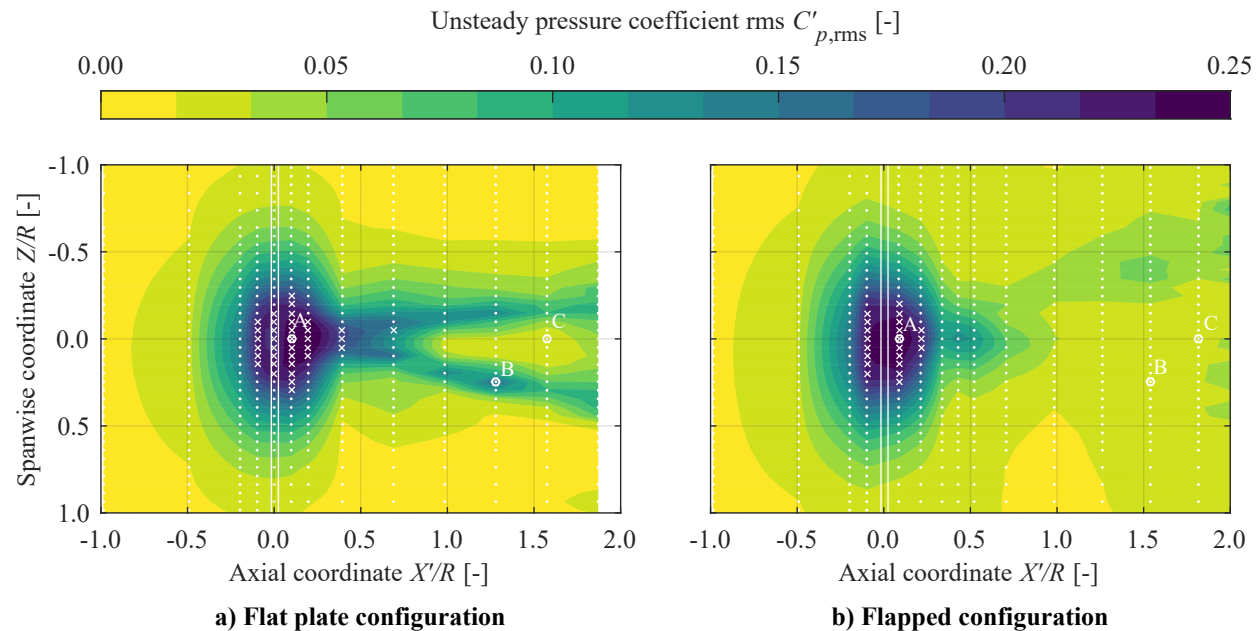 Unsteady pressure coefficient rms C′p,rms [-]
0.00 0.05 0.10 0.15 0.20 0.25
-1.0
-0.5
0.0
0.5
1.0
Spanwise coordinate Z/R [-]
A
B
C
-1.0 -0.5 0.0 0.5 1.0 1.5 2.0
Axial coordinate X′/R [-]
a) Flat plate configuration
A
B
C
-1.0 -0.5 0.0 0.5 1.0 1.5 2.0
Axial coordinate X′/R [-]
b) Flapped configuration